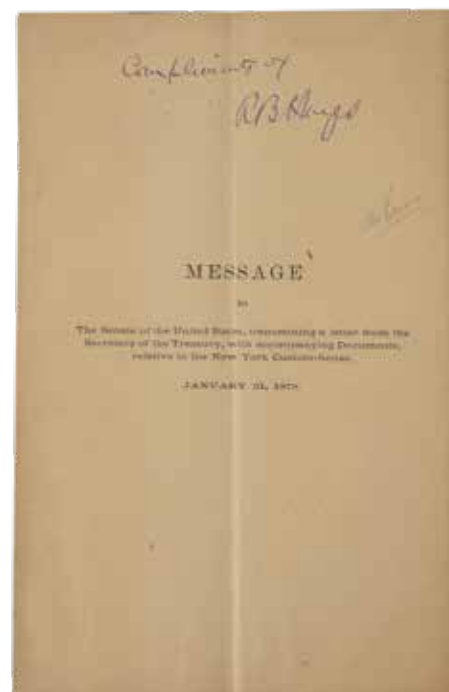 Compliments of
R B Hayes
MESSAGE
TO
The Senate of the United States, transmitting a letter from the
Secretary of the Treasury, with accompanying Documents,
relative to the New York Custom-house.
JANUARY 31, 1879.